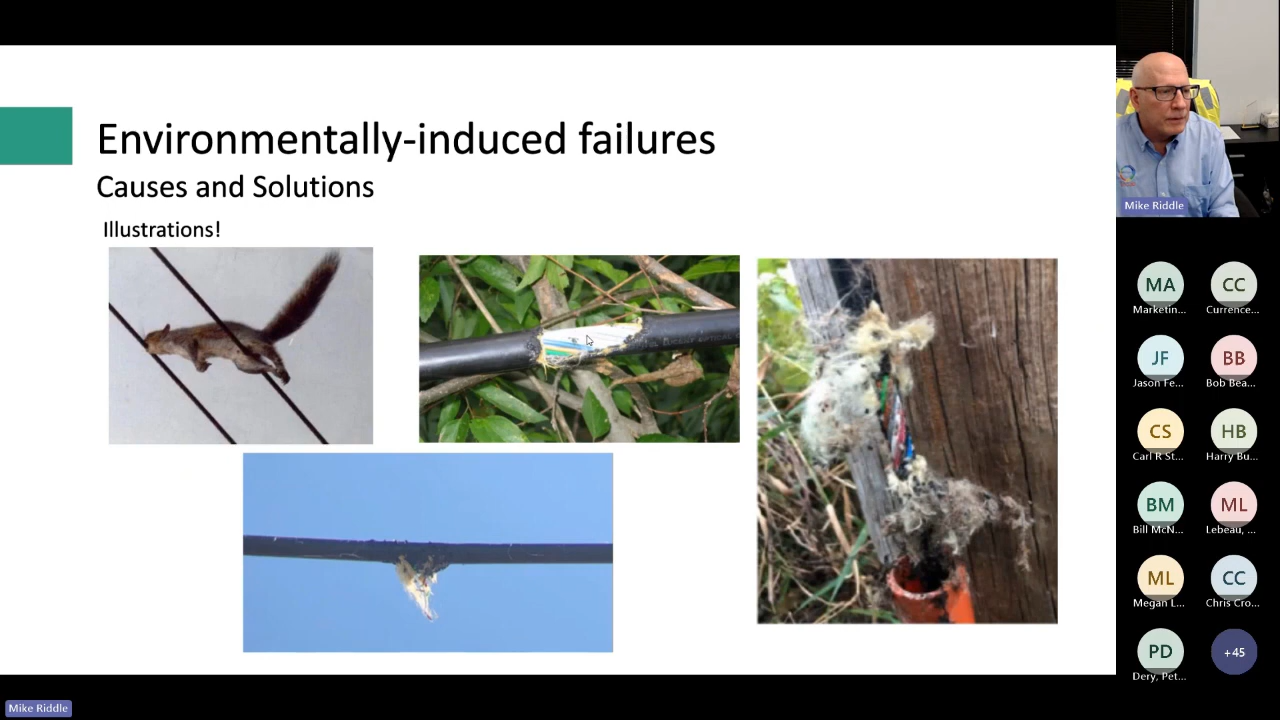 Environmentally-induced failures
Causes and Solutions
Illustrations!
Mike Riddle
MA
CC
Marketin...
Currence...
JF
BB
Jason Fe...
Bob Bea...
CS
HB
Carl R St...
Harry Bu...
BM
ML
Bill McN...
Lebeau, ...
ML
CC
Megan L...
Chris Cro...
PD
+45
Dery, Pet...
Mike Riddle